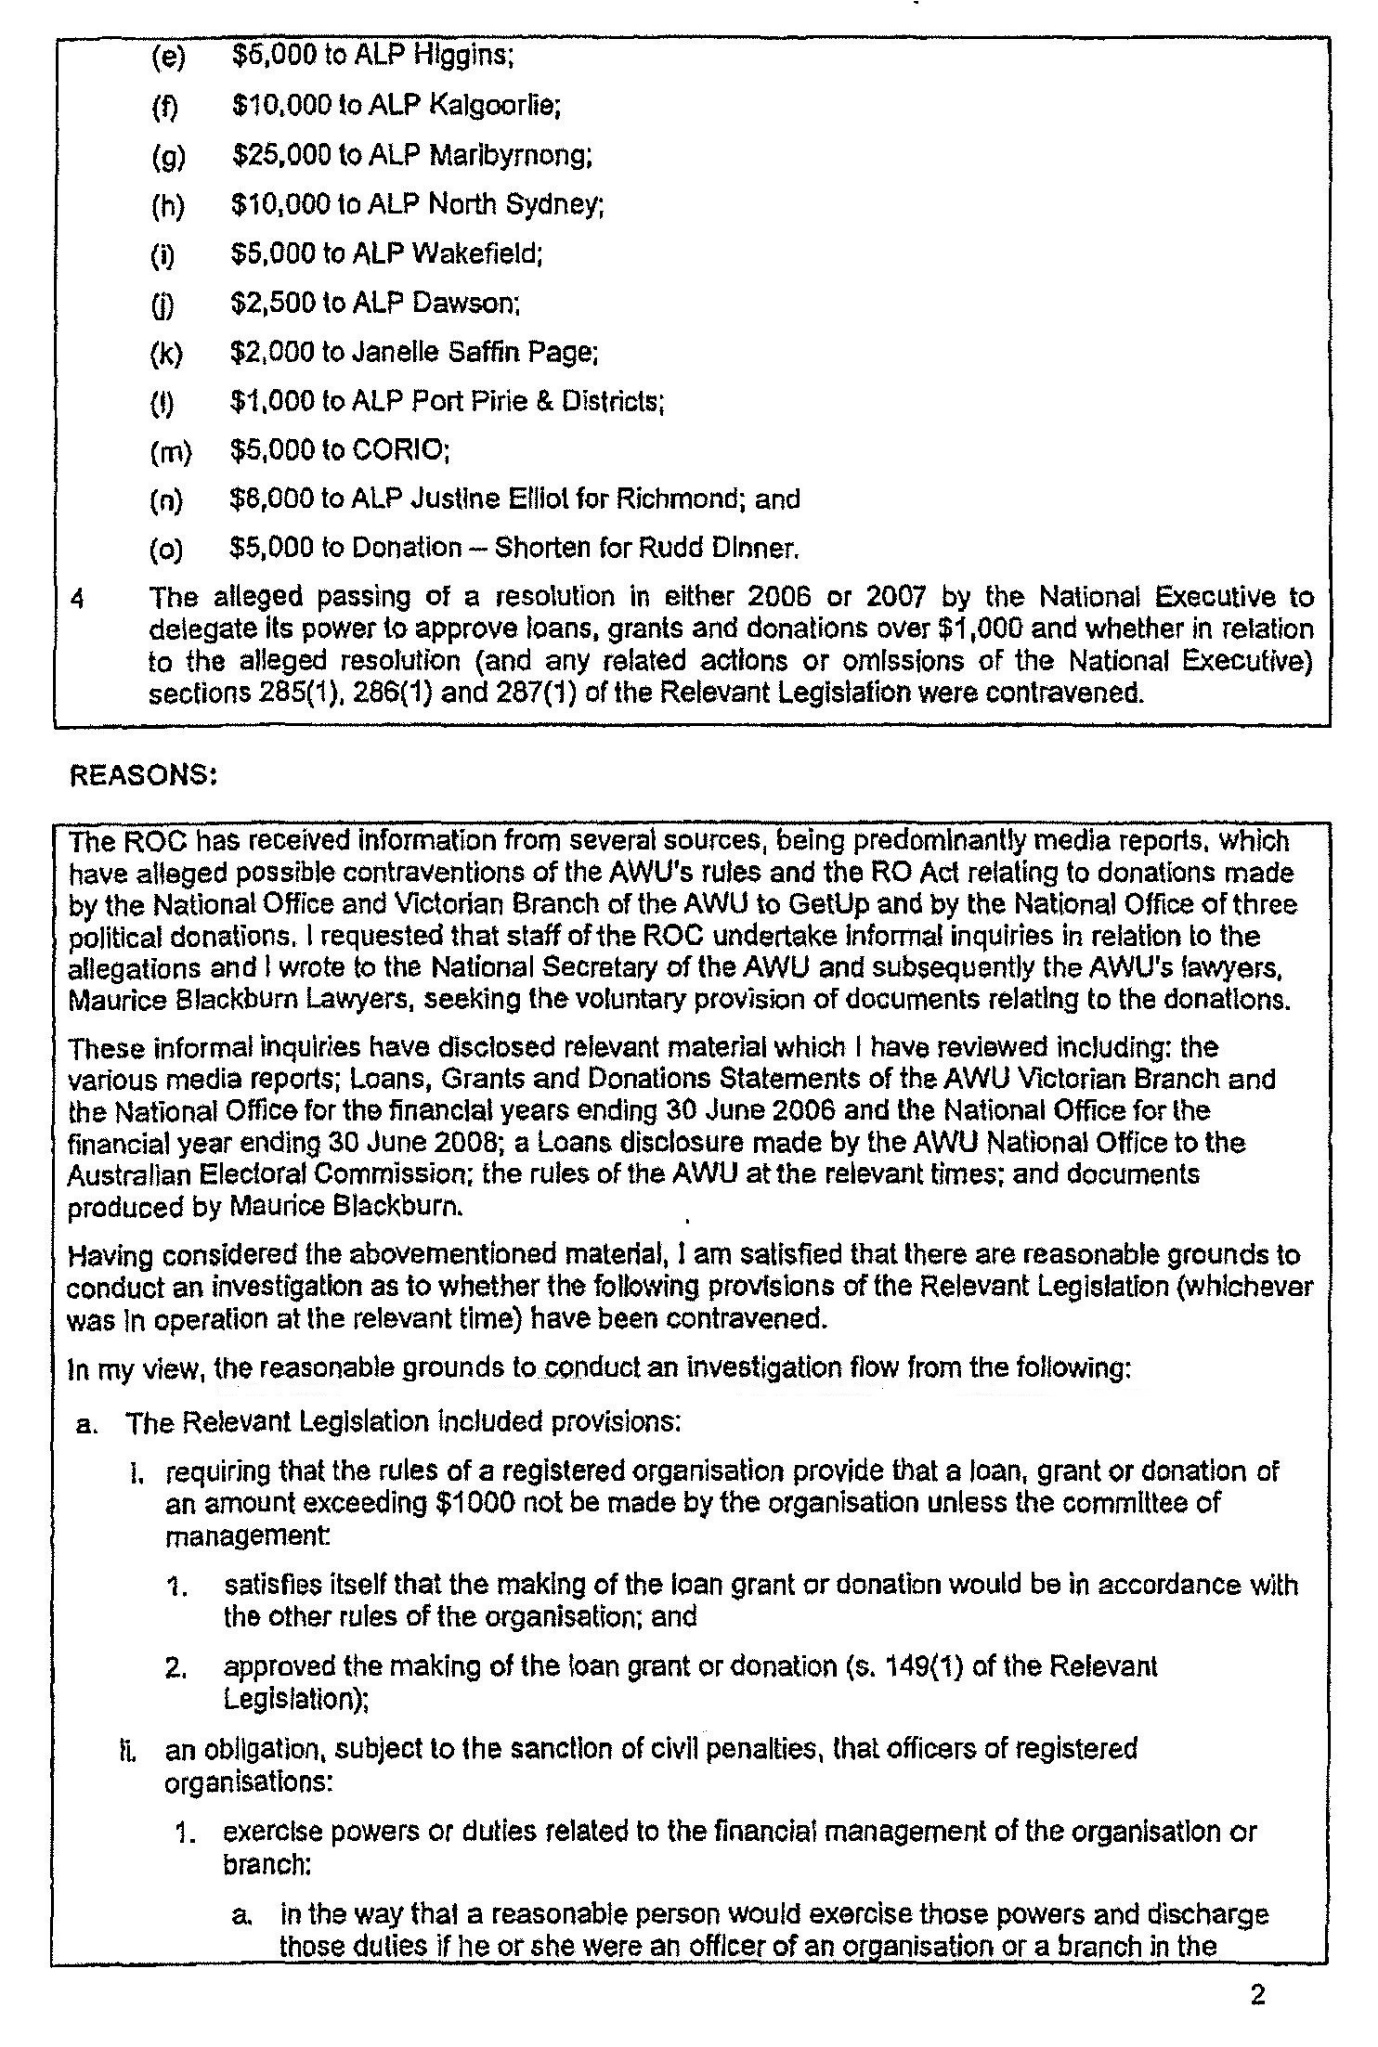 (e) $5,000 to ALP Higgins;
(f) $10,000 to ALP Kalgoorlie;
(g) $25,000 to ALP Maribyrnong;
(h) $10,000 to ALP North Sydney;
(i) $5,000 to ALP Wakefield;
(j) $2,500 to ALP Dawson;
(k) $2,000 to Janelle Saffin Page;
(l) $1,000 to ALP Port Pirie & Districts;
(m) $5,000 to CORIO;
(n) $8,000 to ALP Justine Elliot for Richmond; and
(o) $5,000 to Donation – Shorten for Rudd Dinner.
4 The alleged passing of a resolution in either 2006 or 2007 by the National Executive to
delegate its power to approve loans, grants and donations over $1,000 and whether in relation
to the alleged resolution (and any related actions or omissions of the National Executive)
sections 285(1), 286(1) and 287(1) of the Relevant Legislation were contravened.
REASONS:
The ROC has received information from several sources, being predominantly media reports, which
have alleged possible contraventions of the AWU's rules and the RO Act relating to donations made
by the National Office and Victorian Branch of the AWU to GetUp and by the National Office of three
political donations. I requested that staff of the ROC undertake informal inquiries in relation to the
allegations and I wrote to the National Secretary of the AWU and subsequently the AWU's lawyers,
Maurice Blackburn Lawyers, seeking the voluntary provision of documents relating to the donations.
These informal inquiries have disclosed relevant material which I have reviewed including: the
various media reports; Loans, Grants and Donations Statements of the AWU Victorian Branch and
the National Office for the financial years ending 30 June 2006 and the National Office for the
financial year ending 30 June 2008; a Loans disclosure made by the AWU National Office to the
Australian Electoral Commission; the rules of the AWU at the relevant times; and documents
produced by Maurice Blackburn.
Having considered the abovementioned material, I am satisfied that there are reasonable grounds to
conduct an investigation as to whether the following provisions of the Relevant Legislation (whichever
was in operation at the relevant time) have been contravened.
In my view, the reasonable grounds to conduct an investigation flow from the following:
a. The Relevant Legislation included provisions:
i. requiring that the rules of a registered organisation provide that a loan, grant or donation of
an amount exceeding $1000 not be made by the organisation unless the committee of
management:
1. satisfies itself that the making of the loan grant or donation would be in accordance with
the other rules of the organisation; and
2. approved the making of the loan grant or donation (s. 149(1) of the Relevant
Legislation);
ii. an obligation, subject to the sanction of civil penalties, that officers of registered
organisations:
1. exercise powers or duties related to the financial management of the organisation or
branch:
a. in the way that a reasonable person would exercise those powers and discharge
those duties if he or she were an officer of an organisation or a branch in the
2